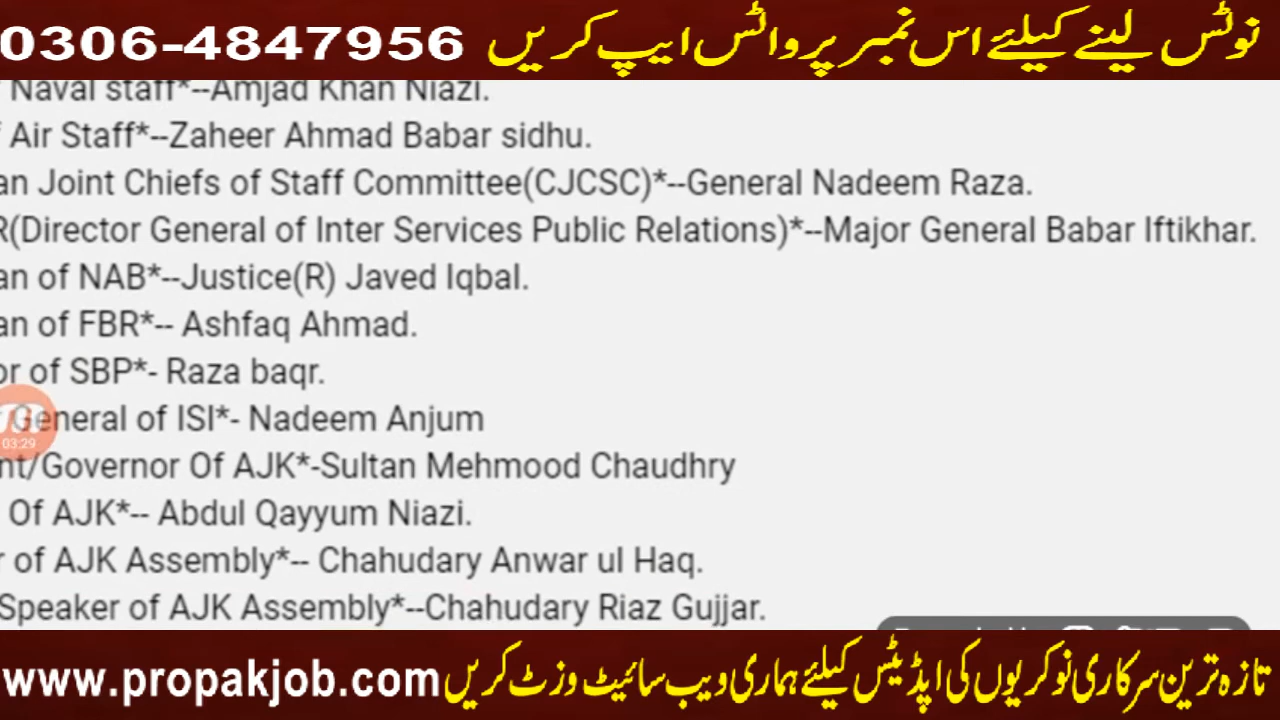 0306-4847956 نوٹس لینے کیلئے اس نمبر پر واٹس ایپ کریں
Naval staff*--Amjad Khan Niazi.
f Air Staff*--Zaheer Ahmad Babar sidhu.
an Joint Chiefs of Staff Committee(CJCSC)*--General Nadeem Raza.
R(Director General of Inter Services Public Relations)*--Major General Babar Iftikhar.
an of NAB*--Justice(R) Javed Iqbal.
an of FBR*-- Ashfaq Ahmad.
or of SBP*- Raza baqr.
General of ISI*- Nadeem Anjum
03:29
nt/Governor Of AJK*-Sultan Mehmood Chaudhry
Of AJK*-- Abdul Qayyum Niazi.
r of AJK Assembly*-- Chahudary Anwar ul Haq.
Speaker of AJK Assembly*--Chahudary Riaz Gujjar.
www.propakjob.com تازہ ترین سرکاری نوکریوں کی اپڈیٹس کیلئے ہماری ویب سائیٹ وزٹ کریں